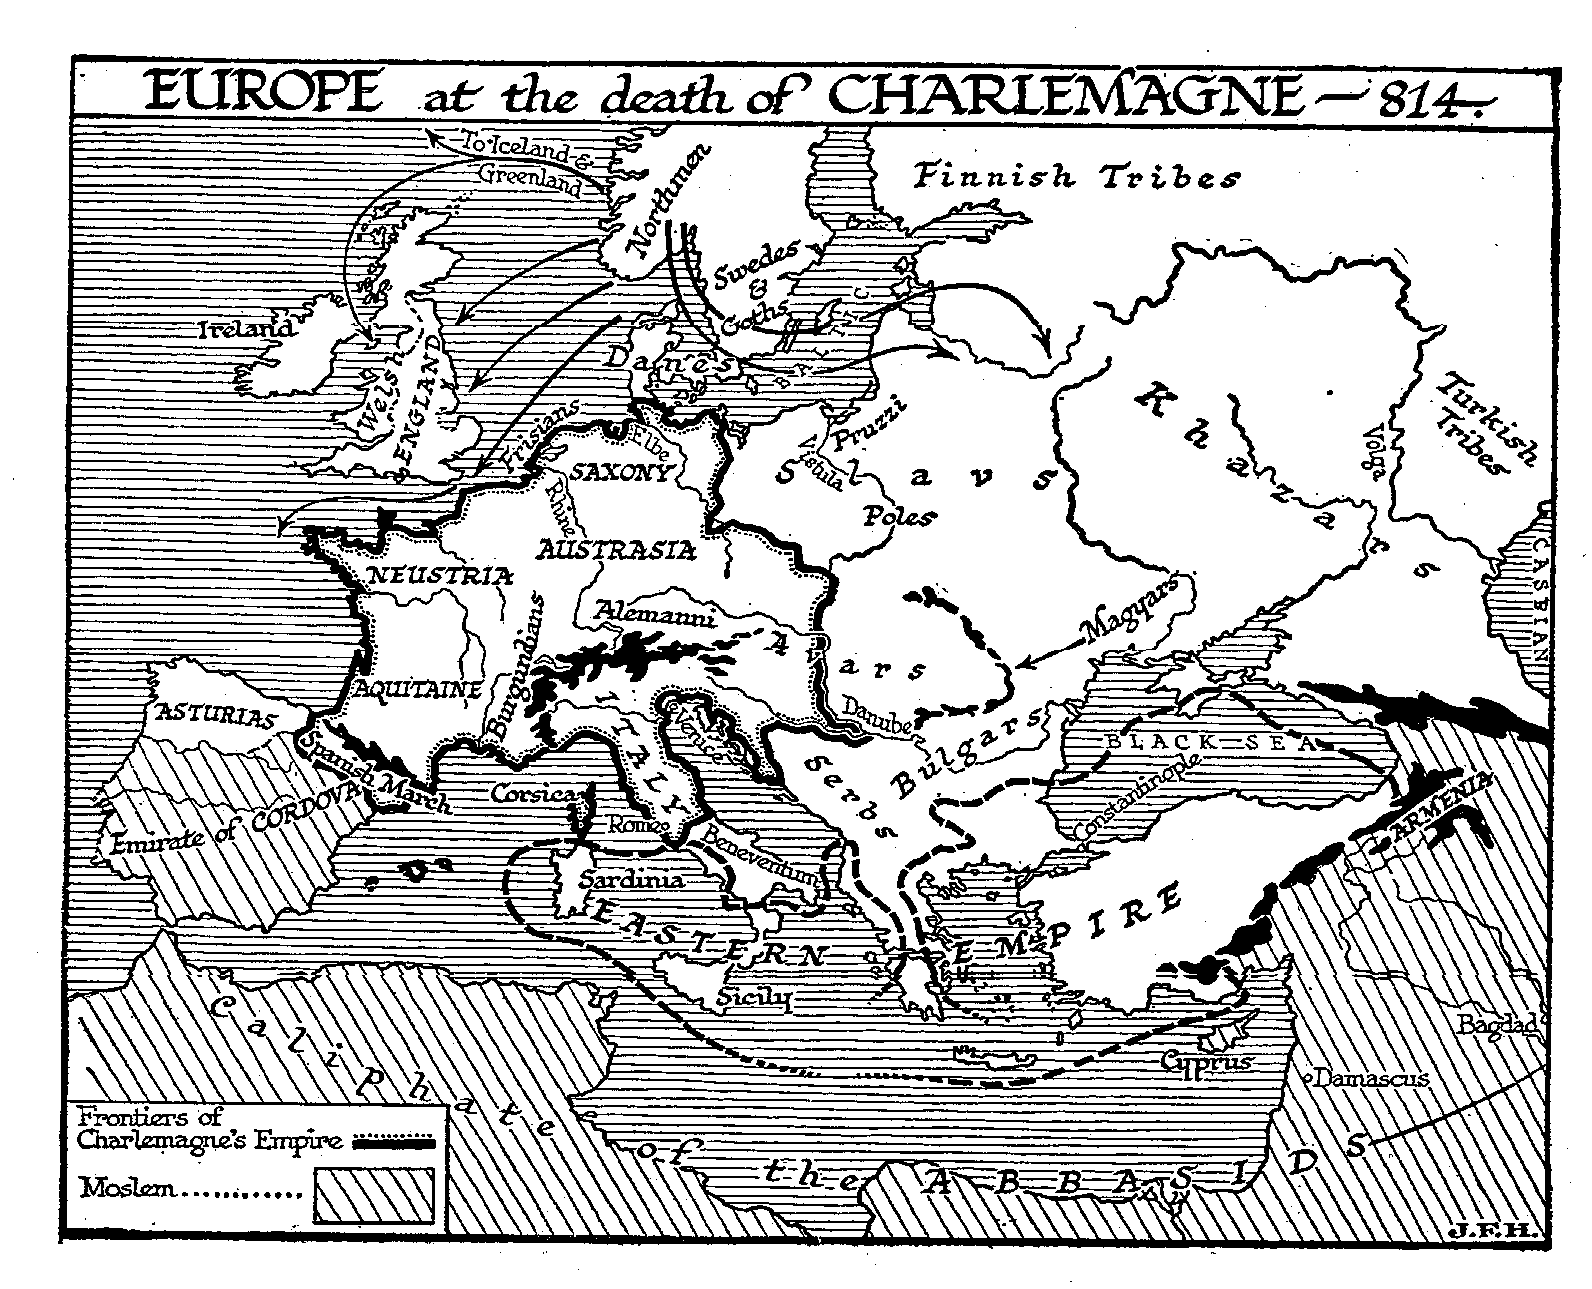 EUROPE at the death of CHARLEMAGNE — 814.
To Iceland &
Greenland
Northmen
Finnish Tribes
Swedes
&
Goths
BALTIC
Ireland
Danes
Welsh
ENGLAND
Frisians
Elbe
SAXONY
Pruzzi
Vistula
Slavs
Poles
Khazars
Volga
Turkish
Tribes
CASPIAN
Rhine
AUSTRASIA
NEUSTRIA
Alemanni
Burgundians
Avars
Magyars
AQUITAINE
ASTURIAS
Spanish March
Emirate of CORDOVA
ITALY
Venice
Danube
Bulgars
Serbs
BLACK SEA
Constantinople
ARMENIA
Corsica
Rome
Beneventum
Sardinia
EASTERN EMPIRE
Sicily
Cyprus
Bagdad
Damascus
Caliphate of the ABBASIDS
Frontiers of
Charlemagne's Empire
Moslem
J.F.H.